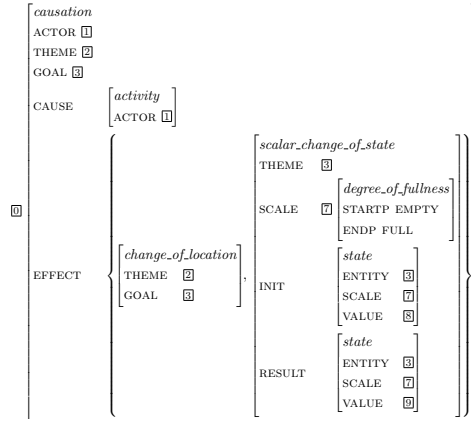 0
causation
ACTOR 1
THEME 2
GOAL 3
CAUSE
activity
ACTOR 1
EFFECT
change_of_location
THEME 2
GOAL 3
,
scalar_change_of_state
THEME 3
SCALE 7
degree_of_fullness
STARTP EMPTY
ENDP FULL
INIT
state
ENTITY 3
SCALE 7
VALUE 8
RESULT
state
ENTITY 3
SCALE 7
VALUE 9